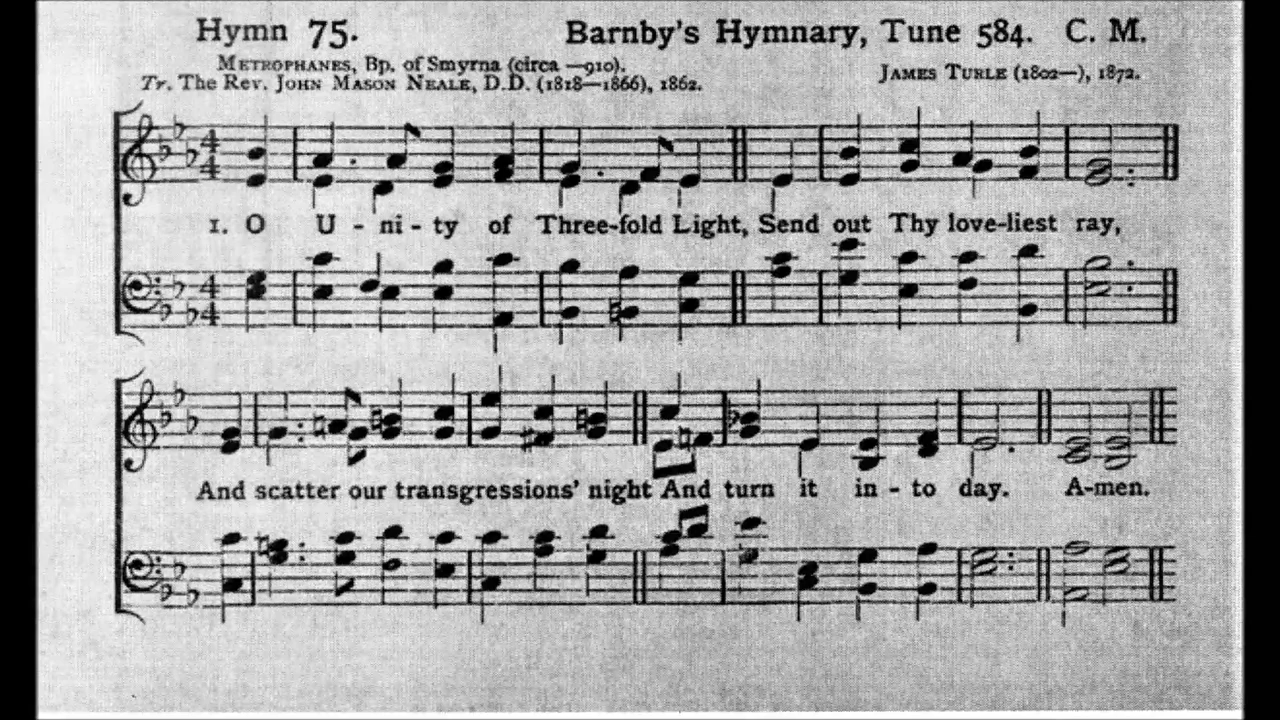 Hymn 75. Barnby's Hymnary, Tune 584. C. M.
METROPHANES, Bp. of Smyrna (circa —910).
JAMES TURLE (1802—), 1872.
Tr. The Rev. JOHN MASON NEALE, D.D. (1818—1866), 1862.
1. O U - ni - ty of Three-fold Light, Send out Thy love-liest ray,
And scatter our transgressions' night And turn it in - to day. A-men.